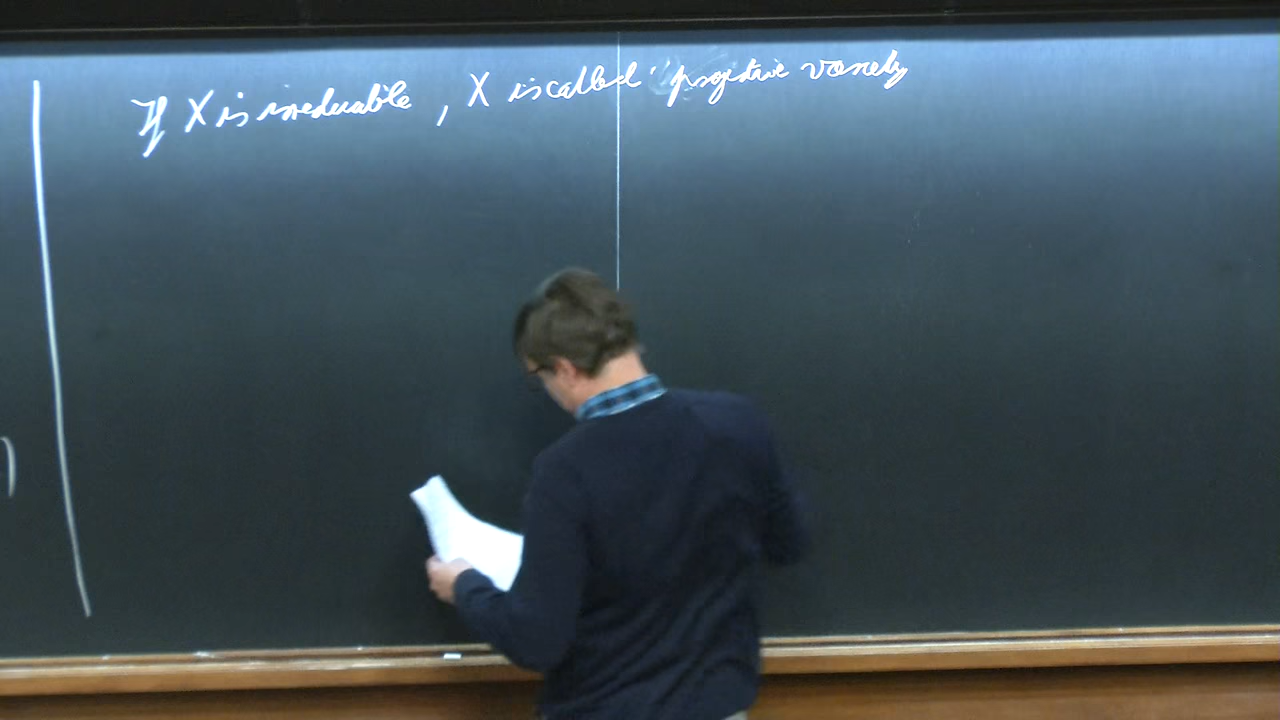 If X is irreducible, X is called projective variety